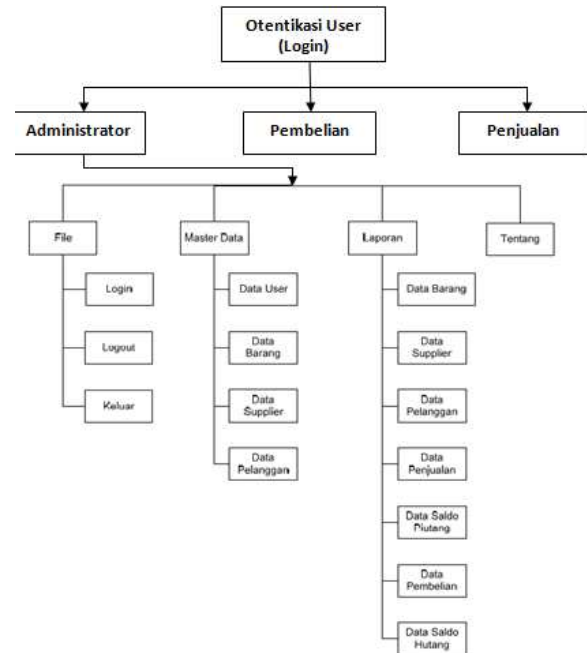 Otentikasi User
(Login)
Administrator
Pembelian
Penjualan
File
Master Data
Laporan
Tentang
Login
Logout
Keluar
Data User
Data
Barang
Data
Supplier
Data
Pelanggan
Data Barang
Data
Supplier
Data
Pelanggan
Data
Penjualan
Data Saldo
Piutang
Data
Pembelian
Data Saldo
Hutang